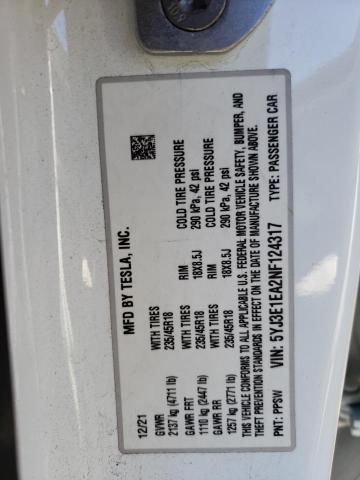 MFD BY TESLA, INC.
12/21
GVWR WITH TIRES RIM COLD TIRE PRESSURE
2137 kg (4711 lb) 235/45R18 18X8.5J 290 kPa, 42 psi
GAWR FRT WITH TIRES RIM COLD TIRE PRESSURE
1110 kg (2447 lb) 235/45R18 18X8.5J 290 kPa, 42 psi
GAWR RR
1257 kg (2771 lb)
THIS VEHICLE CONFORMS TO ALL APPLICABLE U.S. FEDERAL MOTOR VEHICLE SAFETY, BUMPER, AND
THEFT PREVENTION STANDARDS IN EFFECT ON THE DATE OF MANUFACTURE SHOWN ABOVE.
PNT: PPSW VIN: 5YJ3E1EA2NF124317 TYPE: PASSENGER CAR